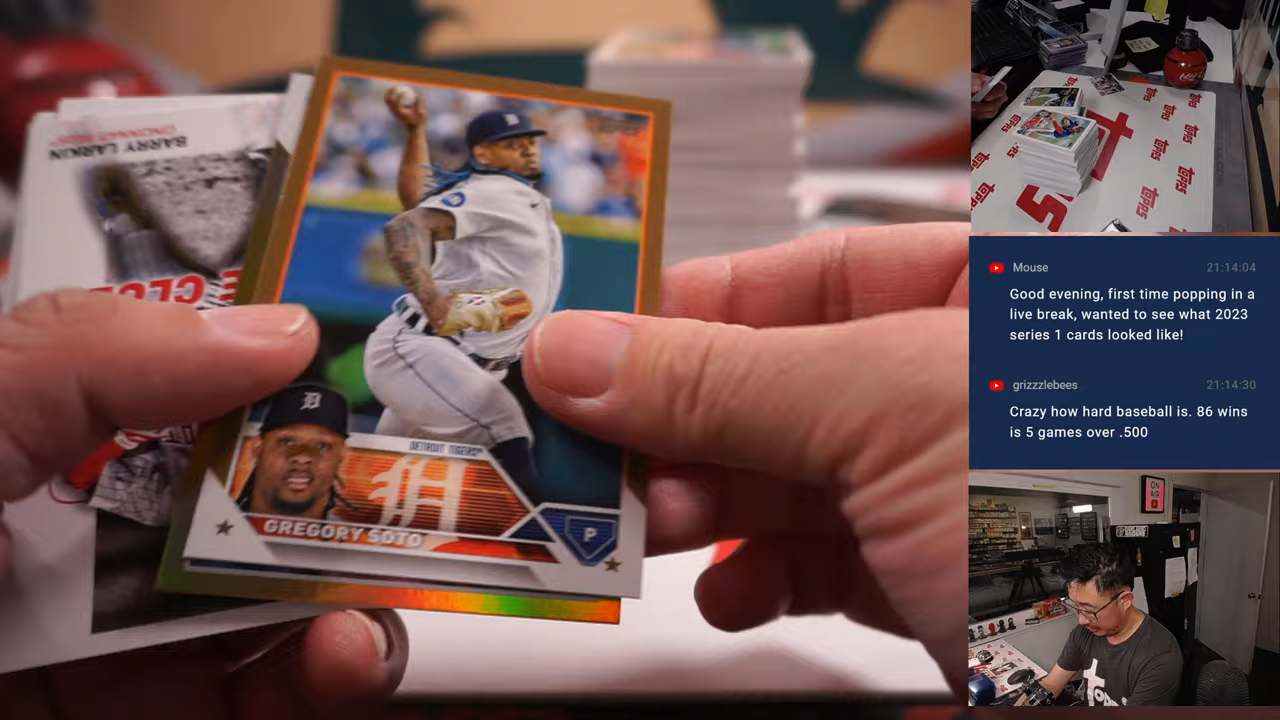 BARRY LARKIN
CINCINNATI REDS®
DETROIT TIGERS®
D
GREGORY SOTO
P
topps
Mouse
21:14:04
Good evening, first time popping in a
live break, wanted to see what 2023
series 1 cards looked like!
grizzzlebees
21:14:30
Crazy how hard baseball is. 86 wins
is 5 games over .500
ON
AIR